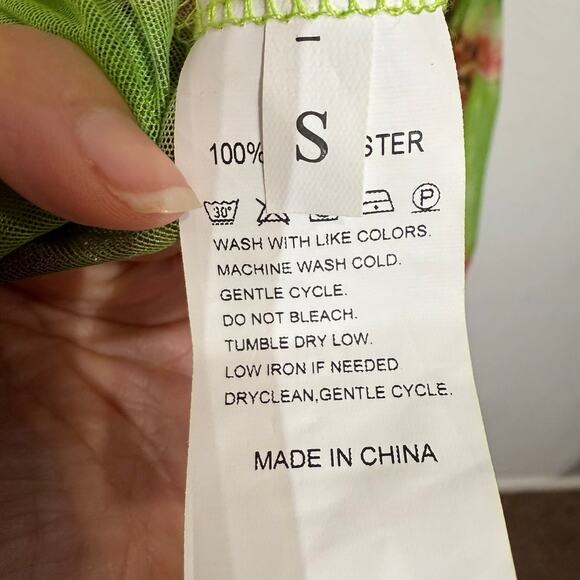 S
100% STER
30°
P
WASH WITH LIKE COLORS.
MACHINE WASH COLD.
GENTLE CYCLE.
DO NOT BLEACH.
TUMBLE DRY LOW.
LOW IRON IF NEEDED
DRYCLEAN,GENTLE CYCLE.
MADE IN CHINA